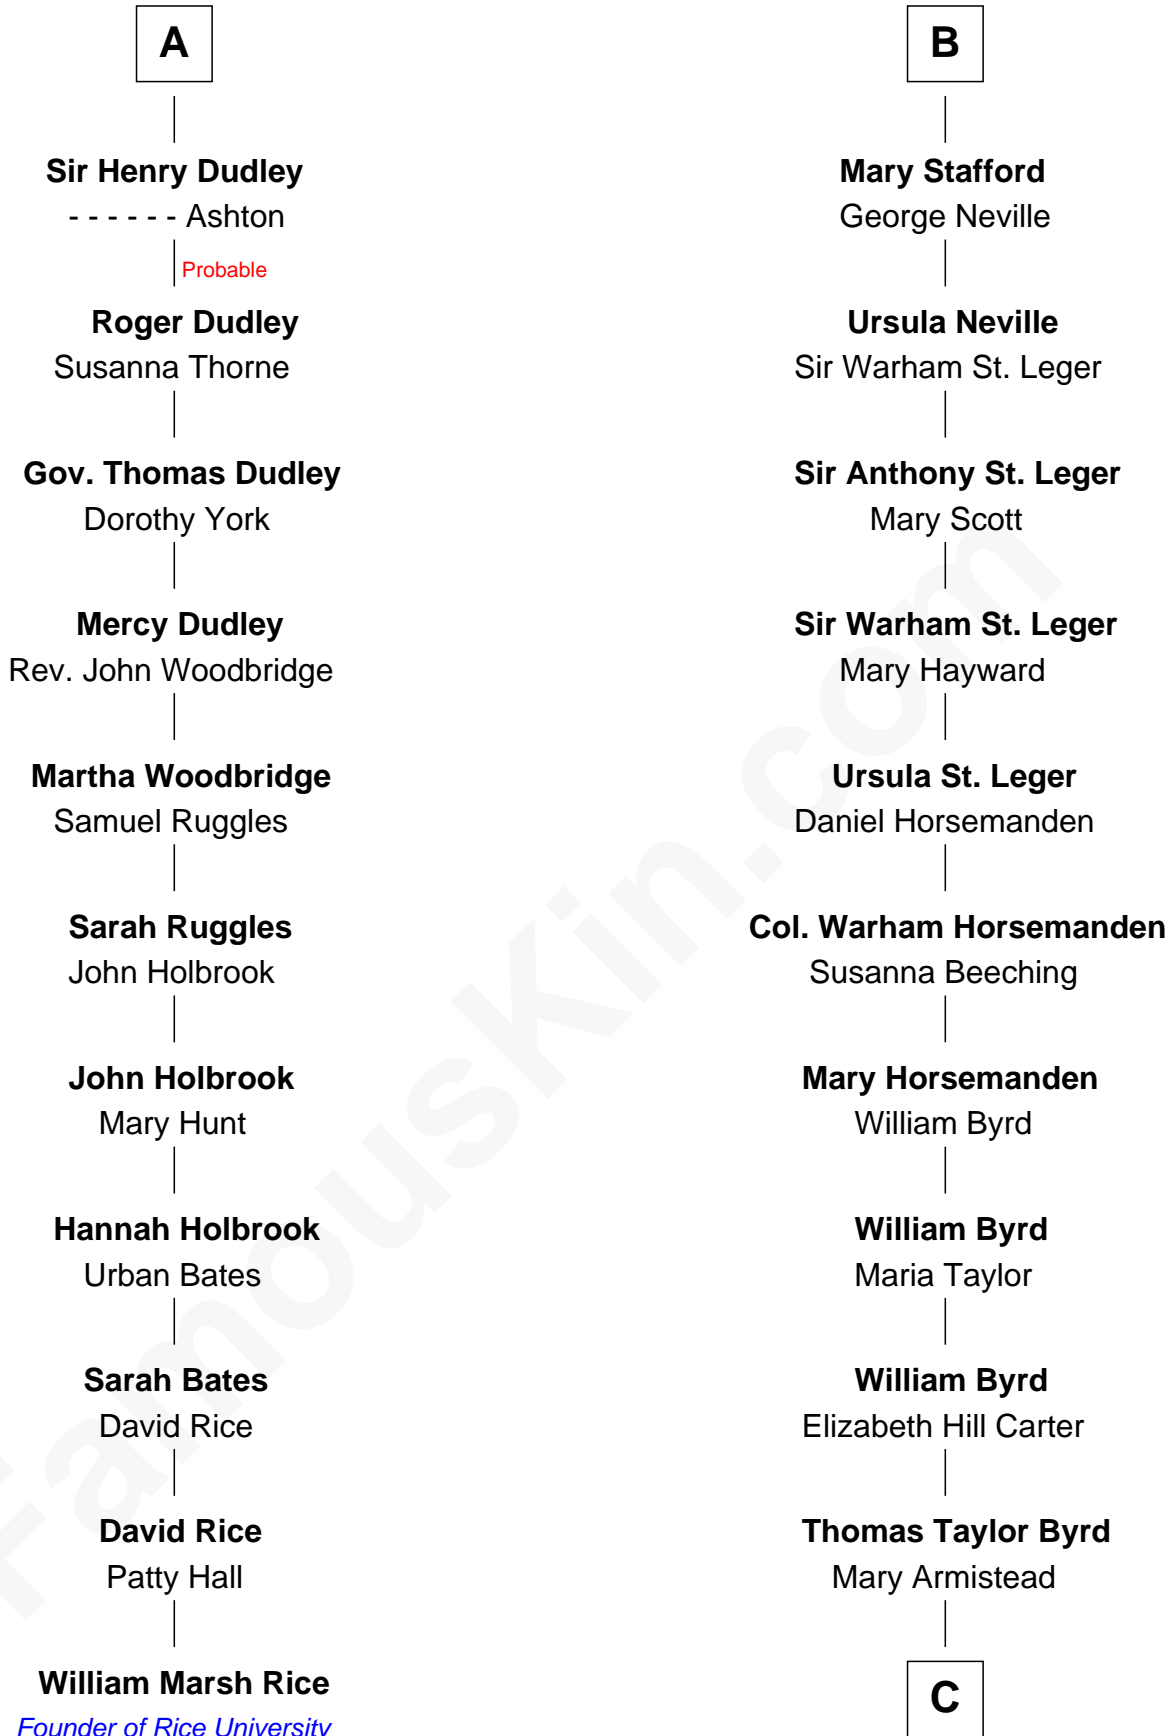 A
Sir Henry Dudley
- - - - - - Ashton
Probable
Roger Dudley
Susanna Thorne
Gov. Thomas Dudley
Dorothy York
Mercy Dudley
Rev. John Woodbridge
Martha Woodbridge
Samuel Ruggles
Sarah Ruggles
John Holbrook
John Holbrook
Mary Hunt
Hannah Holbrook
Urban Bates
Sarah Bates
David Rice
David Rice
Patty Hall
William Marsh Rice
Founder of Rice University
B
Mary Stafford
George Neville
Ursula Neville
Sir Warham St. Leger
Sir Anthony St. Leger
Mary Scott
Sir Warham St. Leger
Mary Hayward
Ursula St. Leger
Daniel Horsemanden
Col. Warham Horsemanden
Susanna Beeching
Mary Horsemanden
William Byrd
William Byrd
Maria Taylor
William Byrd
Elizabeth Hill Carter
Thomas Taylor Byrd
Mary Armistead
C
FamousKin.com